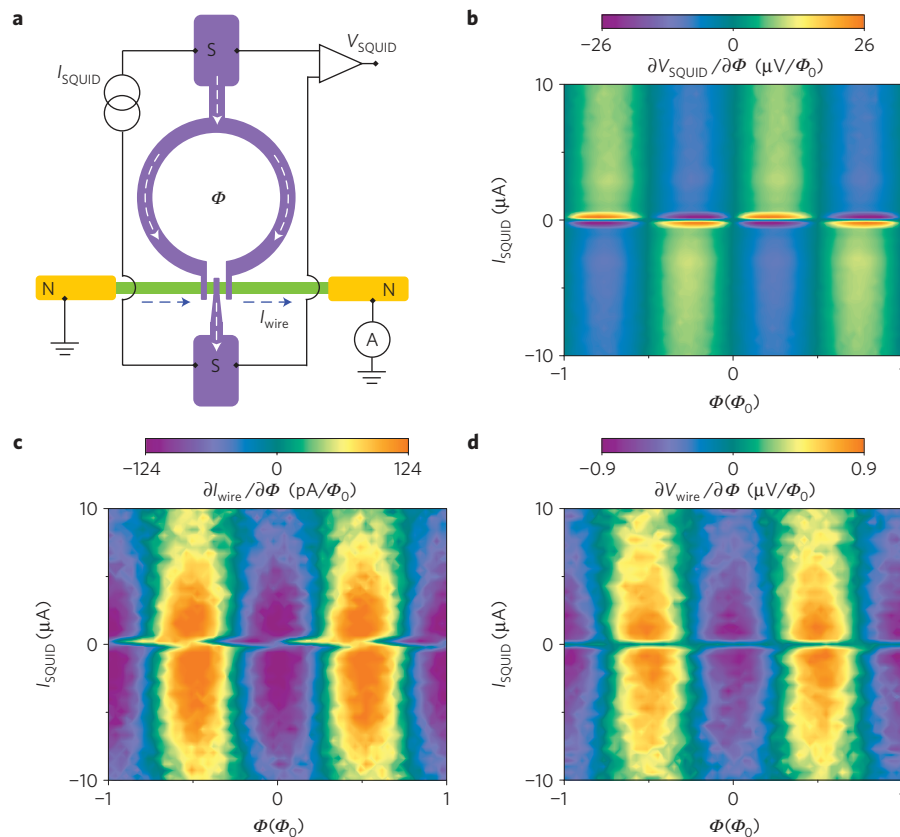 a
S
V_SQUID
I_SQUID
Φ
N
N
I_wire
A
S
b
−26 0 26
∂V_SQUID/∂Φ (μV/Φ_0)
10
I_SQUID (μA)
0
−10
−1 0
Φ(Φ_0)
c
−124 0 124
∂I_wire/∂Φ (pA/Φ_0)
10
I_SQUID (μA)
0
−10
−1 0 1
Φ(Φ_0)
d
−0.9 0 0.9
∂V_wire/∂Φ (μV/Φ_0)
10
I_SQUID (μA)
0
−10
−1 0
Φ(Φ_0)